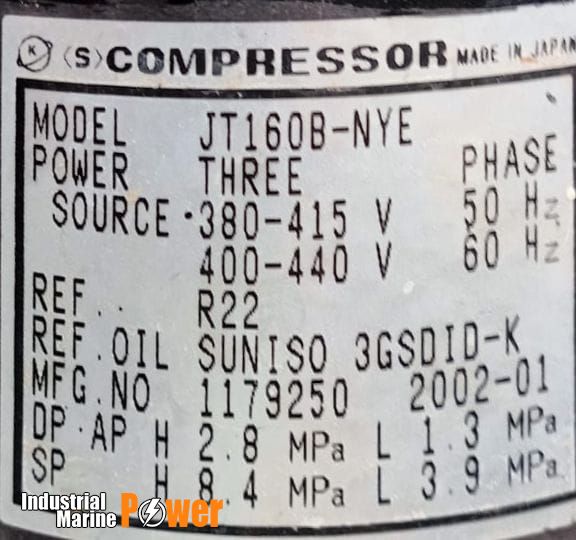 K <S> COMPRESSOR MADE IN JAPAN
MODEL JT160B-NYE
POWER THREE PHASE
SOURCE ·380-415 V 50 Hz
400-440 V 60 Hz
REF.. R22
REF.OIL SUNISO 3GSDID-K
MFG.NO 1179250 2002-01
DP·AP H 2.8 MPa L 1.3 MPa
SP H 8.4 MPa L 3.9 MPa
Industrial
Marine Power